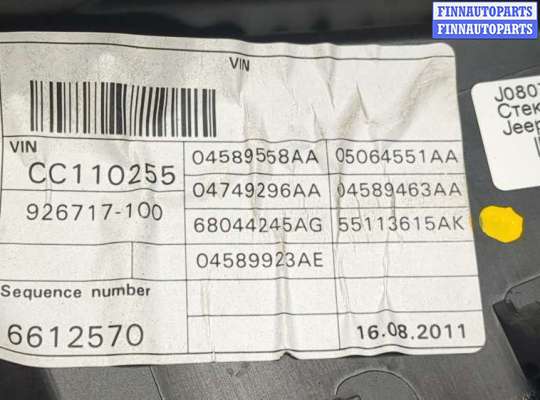 FINNAUTOPARTS
FINNAUTOPARTS
VIN
VIN
CC110255
926717-100
04589558AA 05064551AA
04749296AA 04589463AA
68044245AG 55113615AK
04589923AE
Sequence number
6612570
16.08.2011
J080
Стек
Jeep